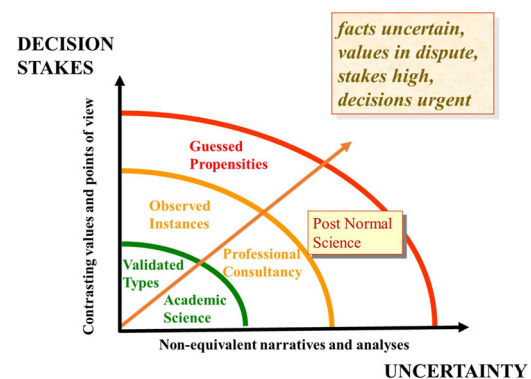 DECISION
STAKES
facts uncertain,
values in dispute,
stakes high,
decisions urgent
Contrasting values and points of view
Guessed
Propensities
Observed
Instances
Post Normal
Science
Professional
Consultancy
Validated
Types
Academic
Science
Non-equivalent narratives and analyses
UNCERTAINTY